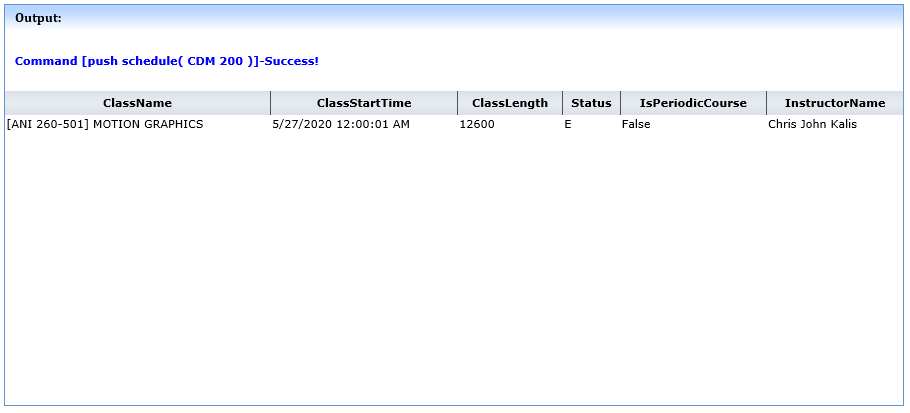 Output:
Command [push schedule( CDM 200 )]-Success!
ClassName ClassStartTime ClassLength Status IsPeriodicCourse InstructorName
[ANI 260-501] MOTION GRAPHICS 5/27/2020 12:00:01 AM 12600 E False Chris John Kalis